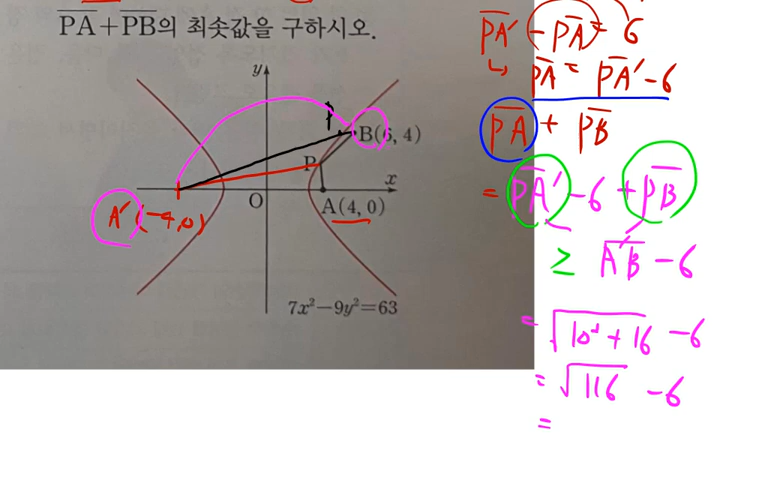 PA+PB의 최솟값을 구하시오.
PA' - PA = 6
↳ PA = PA' - 6
PA + PB
= PA' - 6 + PB
≥ A'B - 6
= √10²+16 - 6
= √116 - 6
=
y
P
B(6, 4)
P
x
O
A(4, 0)
A'(-4,0)
7x²-9y²=63